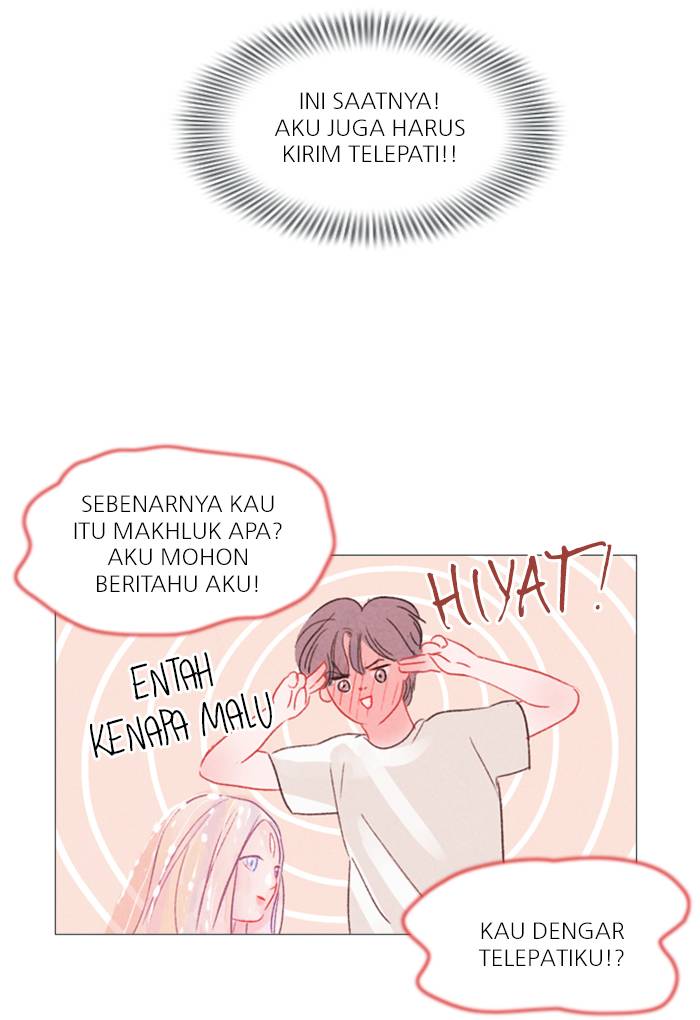 INI SAATNYA!
AKU JUGA HARUS
KIRIM TELEPATI!!
SEBENARNYA KAU
ITU MAKHLUK APA?
AKU MOHON
BERITAHU AKU!
HIYAT!
ENTAH
KENAPA MALU
KAU DENGAR
TELEPATIKU!?